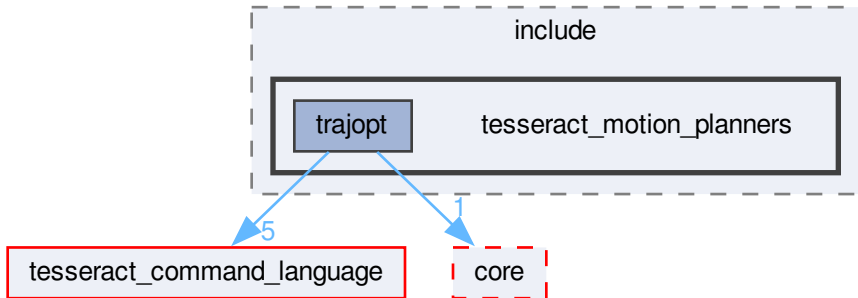 include
trajopt
tesseract_motion_planners
5
1
tesseract_command_language
core